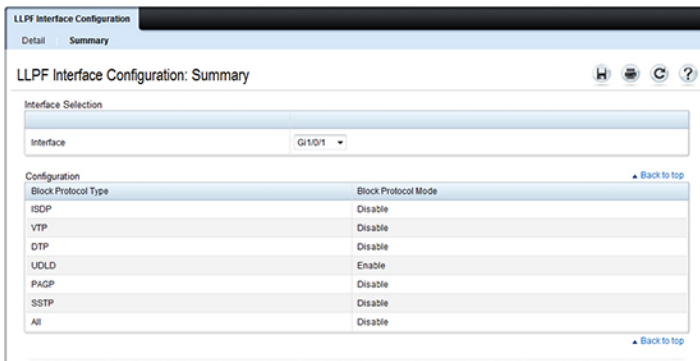 LLPF Interface Configuration
Detail Summary
LLPF Interface Configuration: Summary
Interface Selection
Interface Gi1/0/1
Configuration Back to top
Block Protocol Type Block Protocol Mode
ISDP Disable
VTP Disable
DTP Disable
UDLD Enable
PAGP Disable
SSTP Disable
All Disable
Back to top